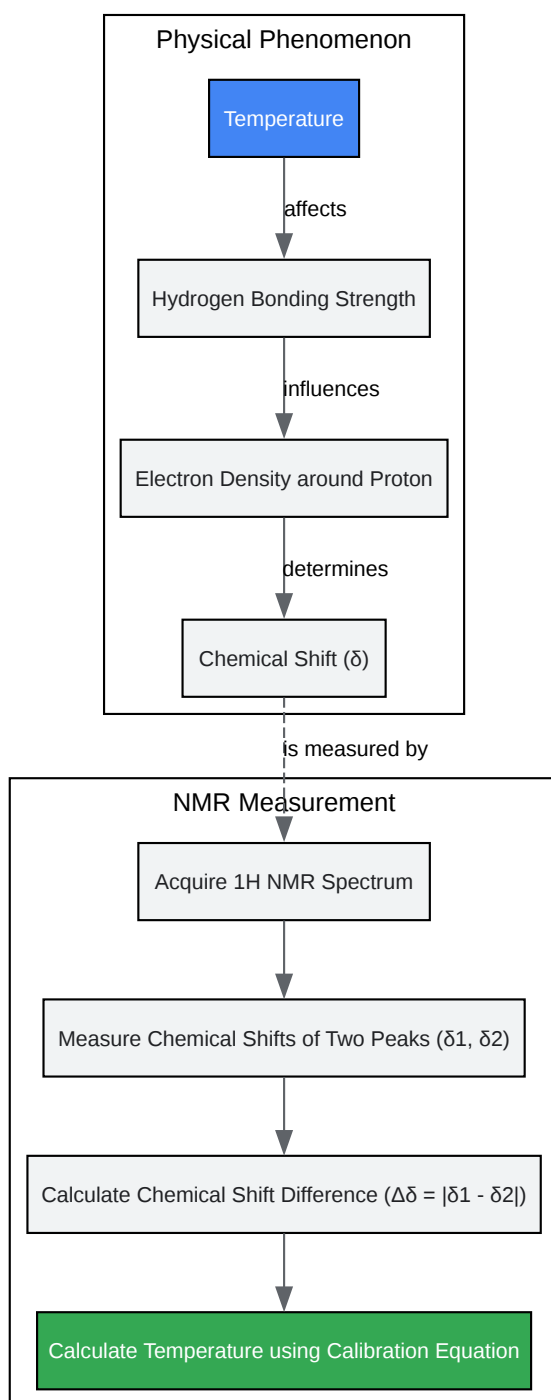 Physical Phenomenon
Temperature
affects
Hydrogen Bonding Strength
influences
Electron Density around Proton
determines
Chemical Shift (δ)
is measured by
NMR Measurement
Acquire 1H NMR Spectrum
Measure Chemical Shifts of Two Peaks (δ1, δ2)
Calculate Chemical Shift Difference (Δδ = |δ1 - δ2|)
Calculate Temperature using Calibration Equation